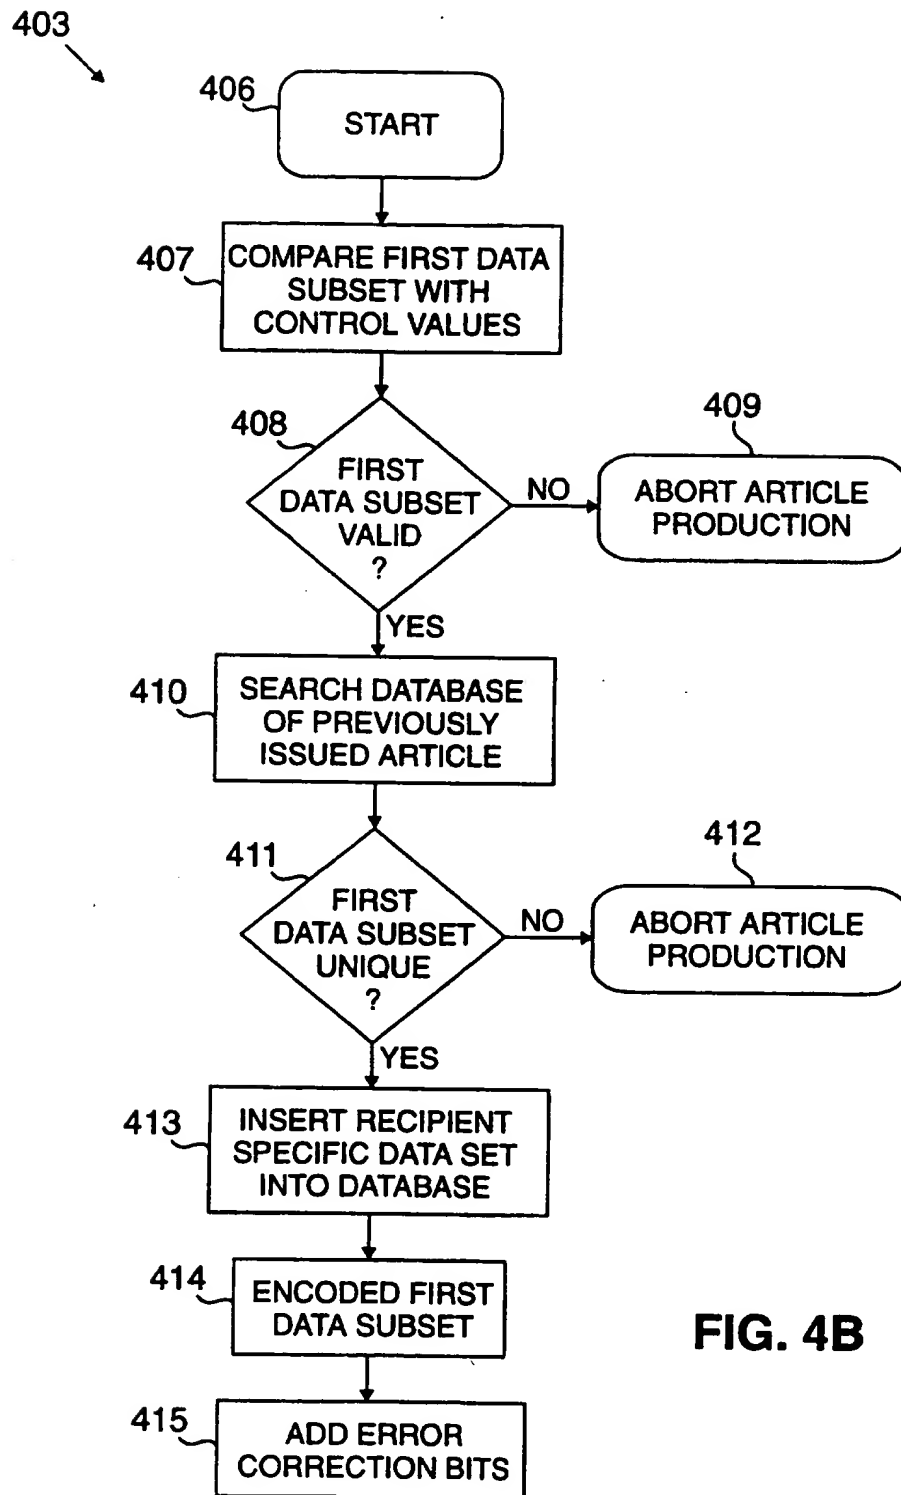 403
406
START
407
COMPARE FIRST DATA
SUBSET WITH
CONTROL VALUES
408
FIRST
DATA SUBSET
VALID
?
NO
409
ABORT ARTICLE
PRODUCTION
YES
410
SEARCH DATABASE
OF PREVIOUSLY
ISSUED ARTICLE
411
FIRST
DATA SUBSET
UNIQUE
?
NO
412
ABORT ARTICLE
PRODUCTION
YES
413
INSERT RECIPIENT
SPECIFIC DATA SET
INTO DATABASE
414
ENCODED FIRST
DATA SUBSET
415
ADD ERROR
CORRECTION BITS
FIG. 4B